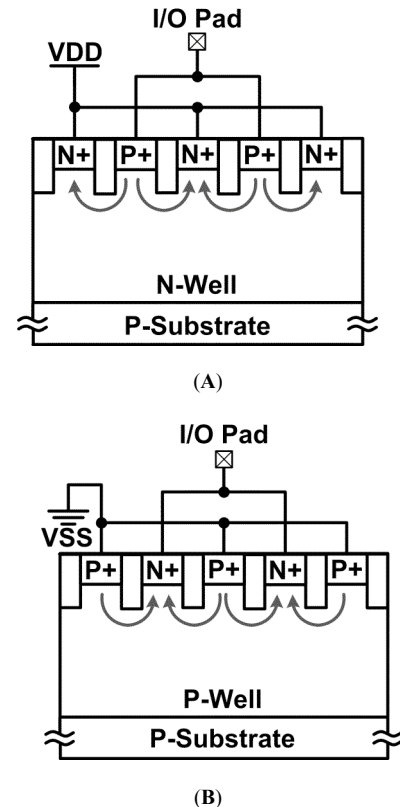 I/O Pad
VDD
N+ P+ N+ P+ N+
N-Well
P-Substrate
(A)
I/O Pad
VSS
P+ N+ P+ N+ P+
P-Well
P-Substrate
(B)